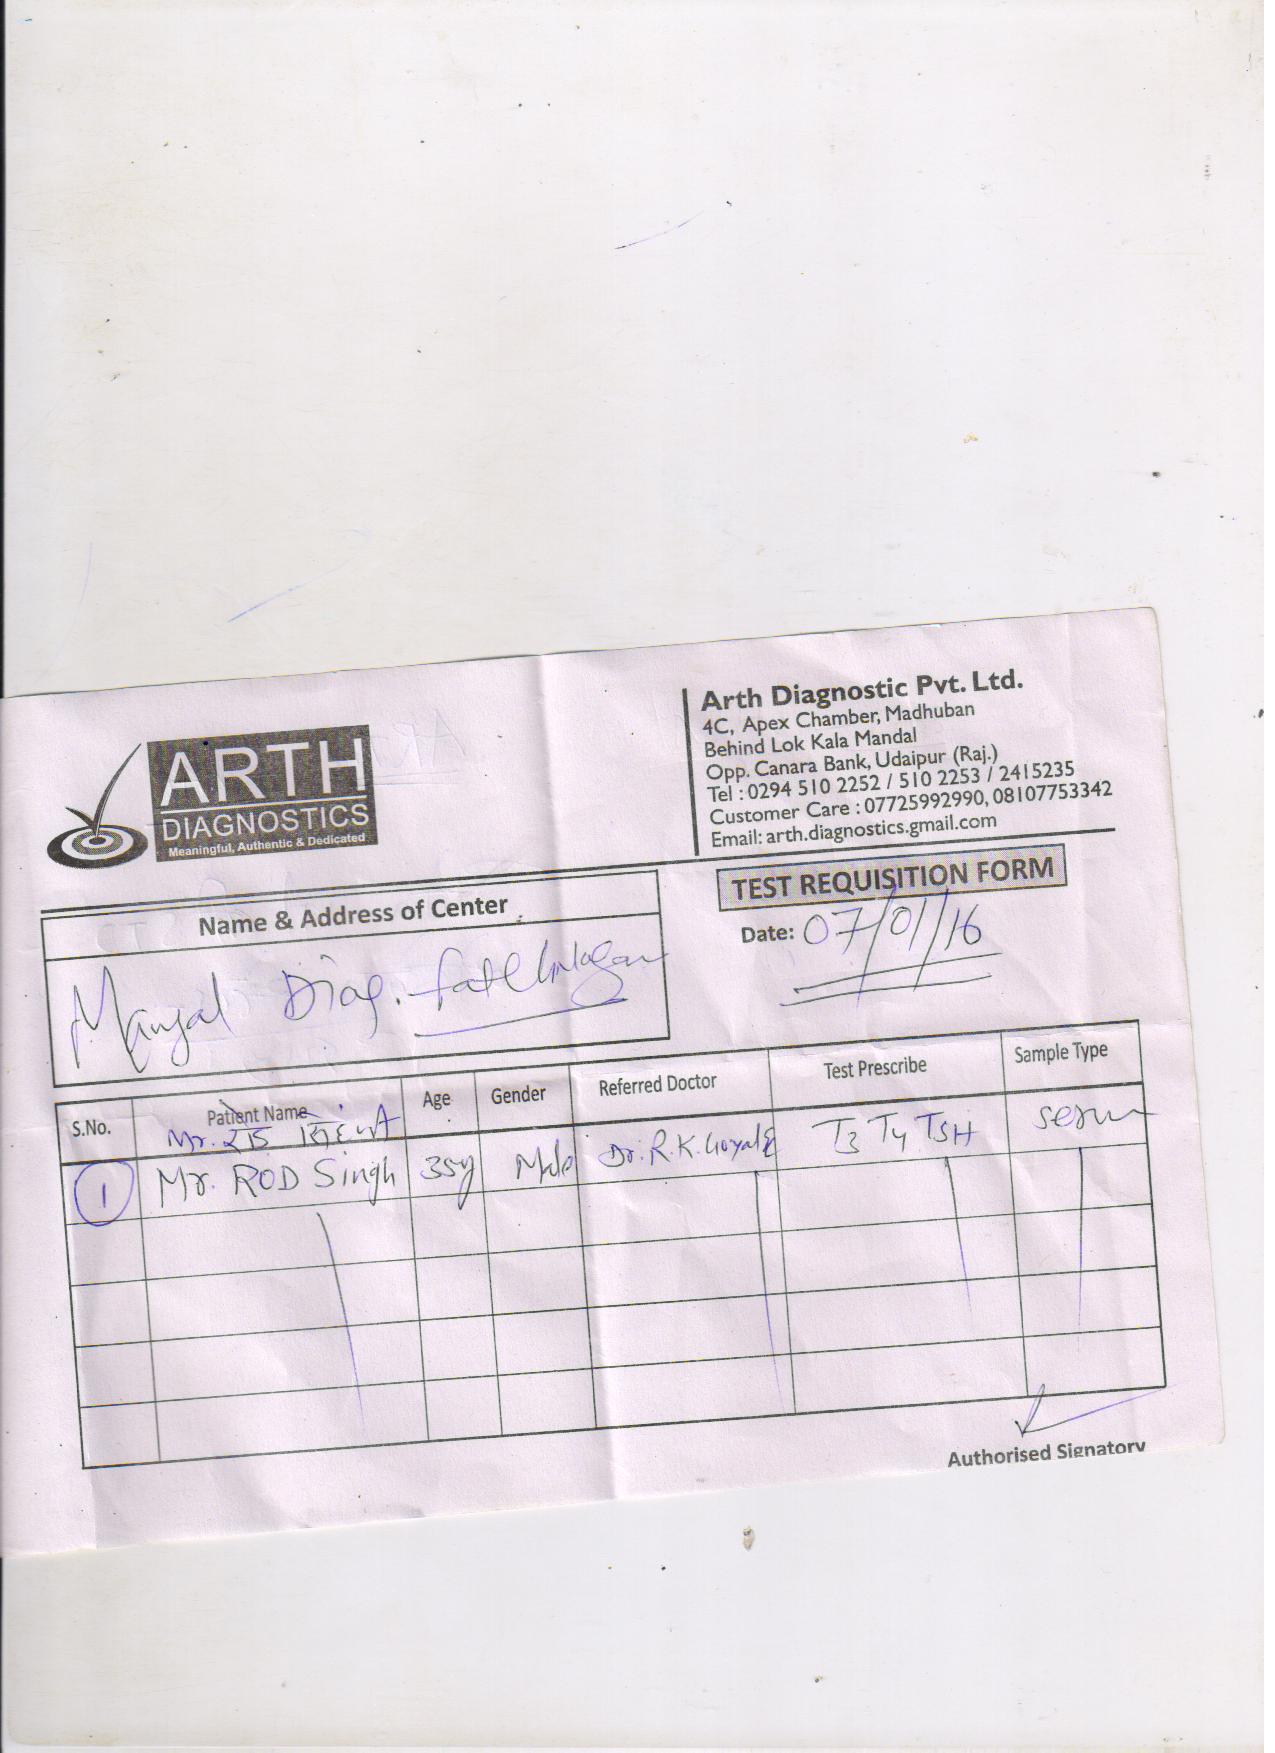 ARTH
DIAGNOSTICS
Meaningful, Authentic & Dedicated
Arth Diagnostic Pvt. Ltd.
4C, Apex Chamber, Madhuban
Behind Lok Kala Mandal
Opp. Canara Bank, Udaipur (Raj.)
Tel : 0294 510 2252 / 510 2253 / 2415235
Customer Care : 07725992990, 08107753342
Email: arth.diagnostics.gmail.com
TEST REQUISITION FORM
Date: 07/01/16
Name & Address of Center
Mangal Diag.
S.No. Patient Name Age Gender Referred Doctor Test Prescribe Sample Type
Mr.
1 Mr. ROD Singh 35y Male Dr. R.K. Goyal T3 T4 TSH serum
Authorised Signatory